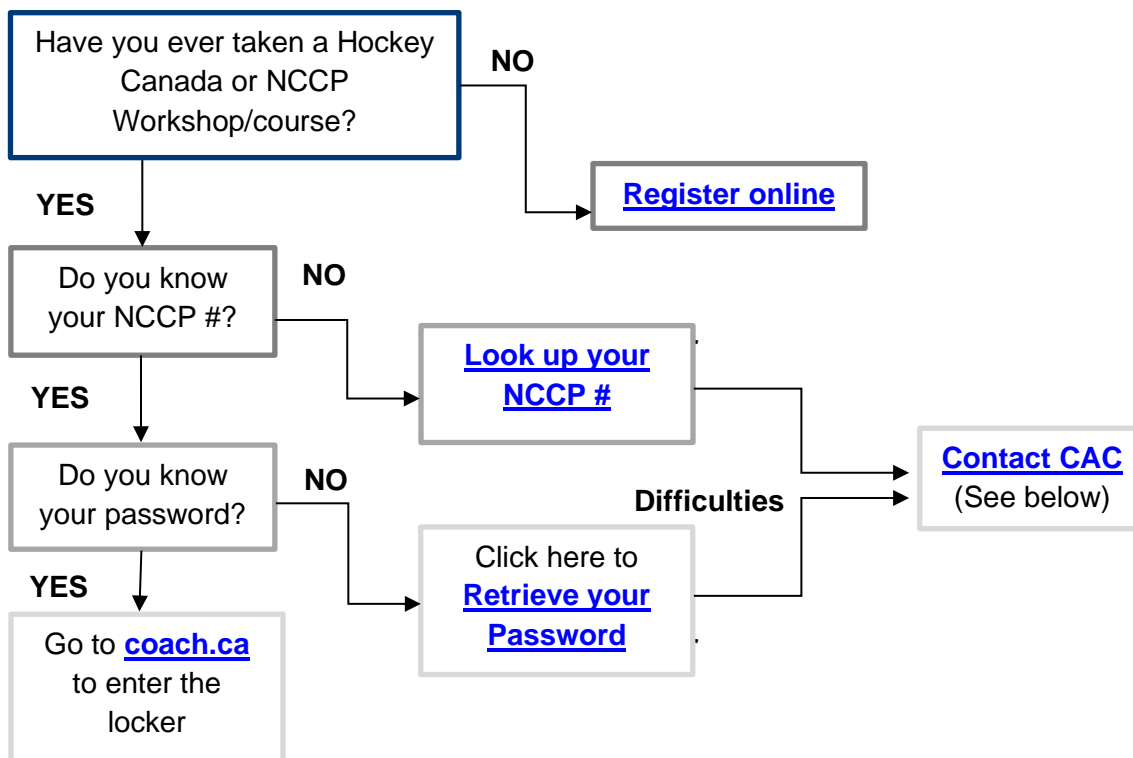 Have you ever taken a Hockey
Canada or NCCP
Workshop/course?
NO
Register online
YES
Do you know
your NCCP #?
NO
Look up your
NCCP #
YES
Do you know
your password?
NO
Difficulties
Contact CAC
(See below)
Click here to
Retrieve your
Password
YES
Go to coach.ca
to enter the
locker